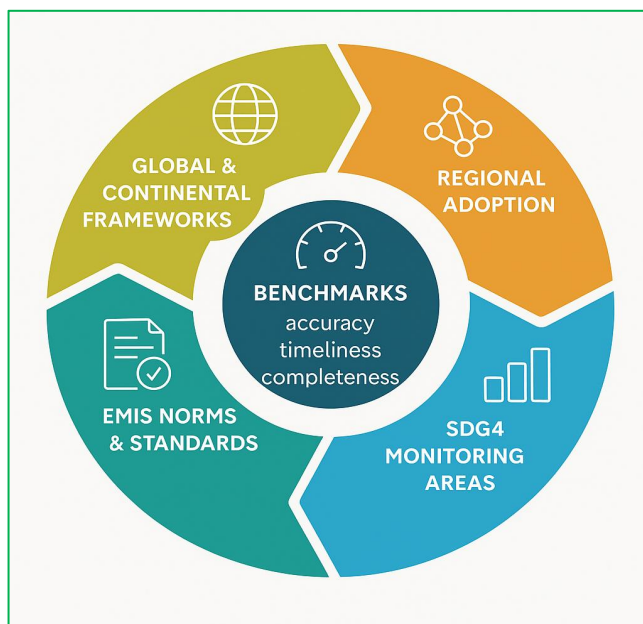 GLOBAL &
CONTINENTAL
FRAMEWORKS
REGIONAL
ADOPTION
BENCHMARKS
accuracy
timeliness
completeness
EMIS NORMS
& STANDARDS
SDG4
MONITORING
AREAS